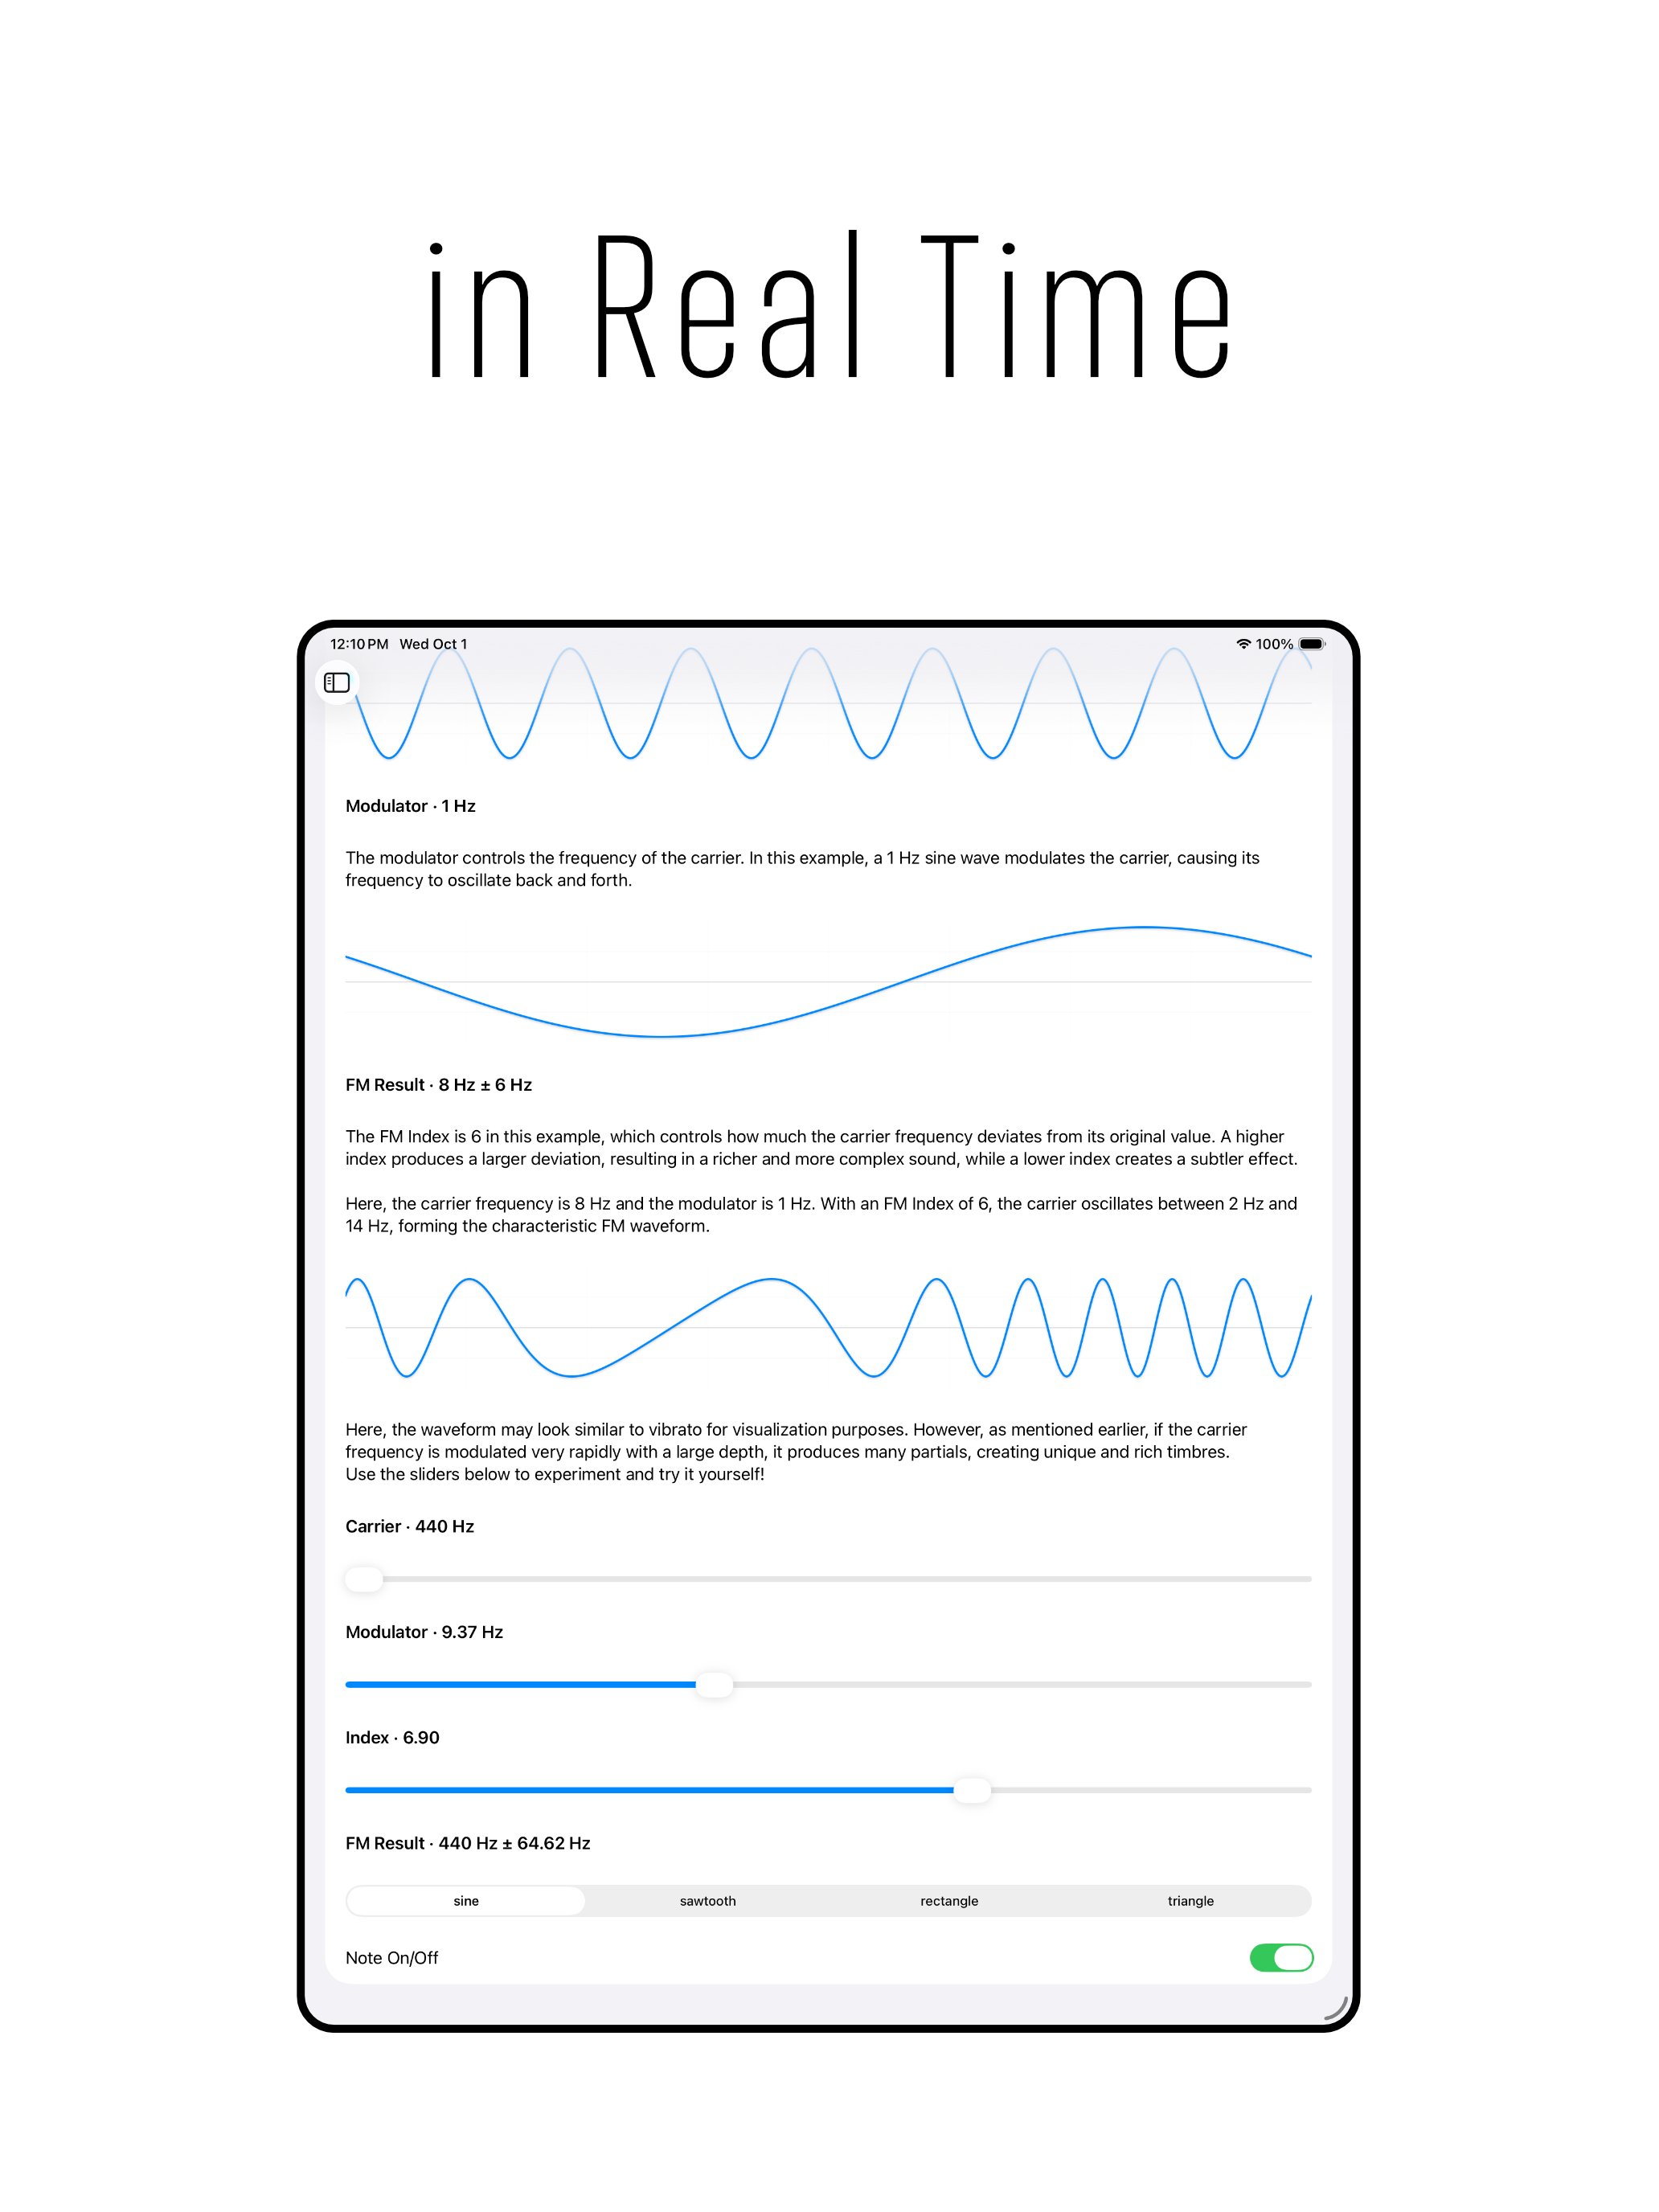 in Real Time
12:10 PM Wed Oct 1
100%
Modulator · 1 Hz
The modulator controls the frequency of the carrier. In this example, a 1 Hz sine wave modulates the carrier, causing its
frequency to oscillate back and forth.
FM Result · 8 Hz ± 6 Hz
The FM Index is 6 in this example, which controls how much the carrier frequency deviates from its original value. A higher
index produces a larger deviation, resulting in a richer and more complex sound, while a lower index creates a subtler effect.
Here, the carrier frequency is 8 Hz and the modulator is 1 Hz. With an FM Index of 6, the carrier oscillates between 2 Hz and
14 Hz, forming the characteristic FM waveform.
Here, the waveform may look similar to vibrato for visualization purposes. However, as mentioned earlier, if the carrier
frequency is modulated very rapidly with a large depth, it produces many partials, creating unique and rich timbres.
Use the sliders below to experiment and try it yourself!
Carrier · 440 Hz
Modulator · 9.37 Hz
Index · 6.90
FM Result · 440 Hz ± 64.62 Hz
sine sawtooth rectangle triangle
Note On/Off